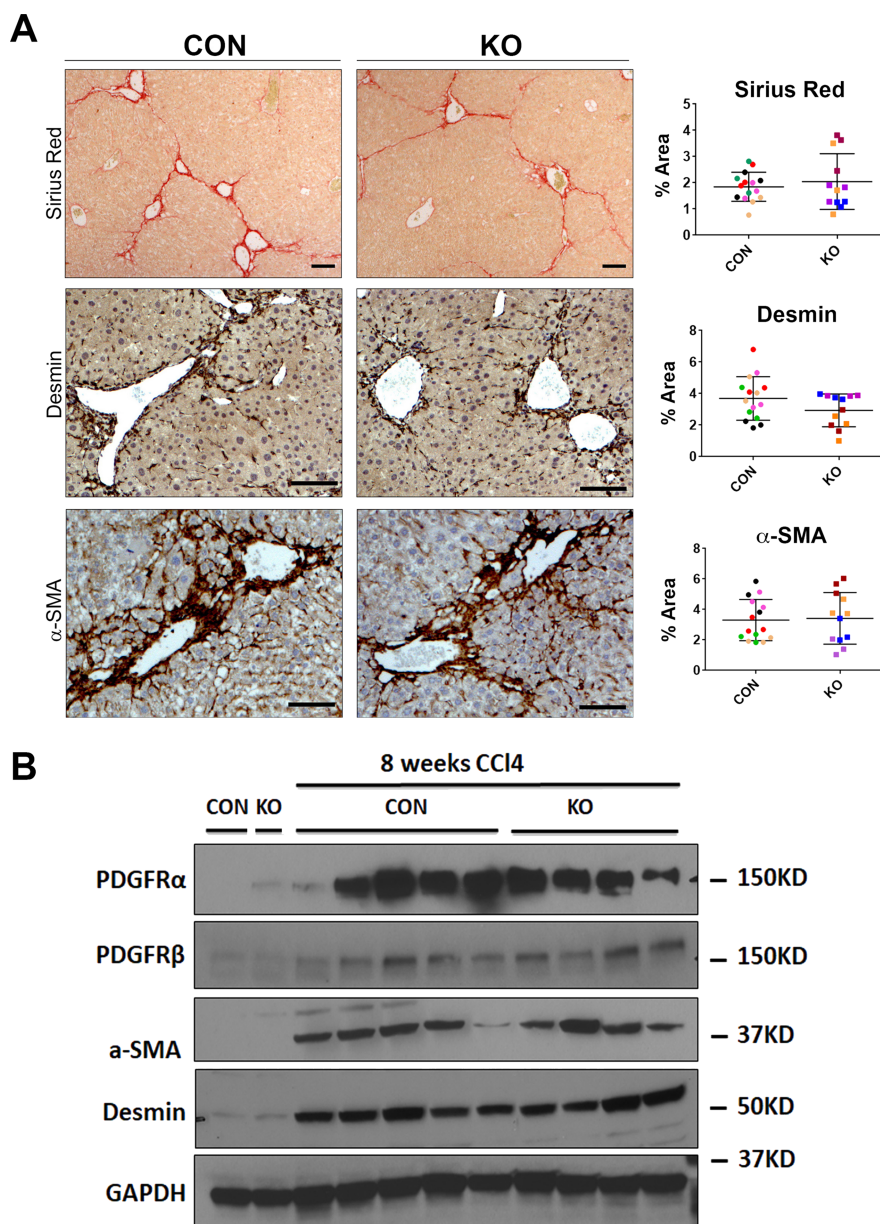 A
CON KO
Sirius Red
Sirius Red
% Area
5
4
3
2
1
0
CON
KO
Desmin
Desmin
% Area
8
6
4
2
0
CON
KO
α-SMA
α-SMA
% Area
8
6
4
2
0
CON
KO
B
8 weeks CCl4
CON KO CON KO
PDGFRα 150KD
PDGFRβ 150KD
a-SMA 37KD
Desmin 50KD
37KD
GAPDH